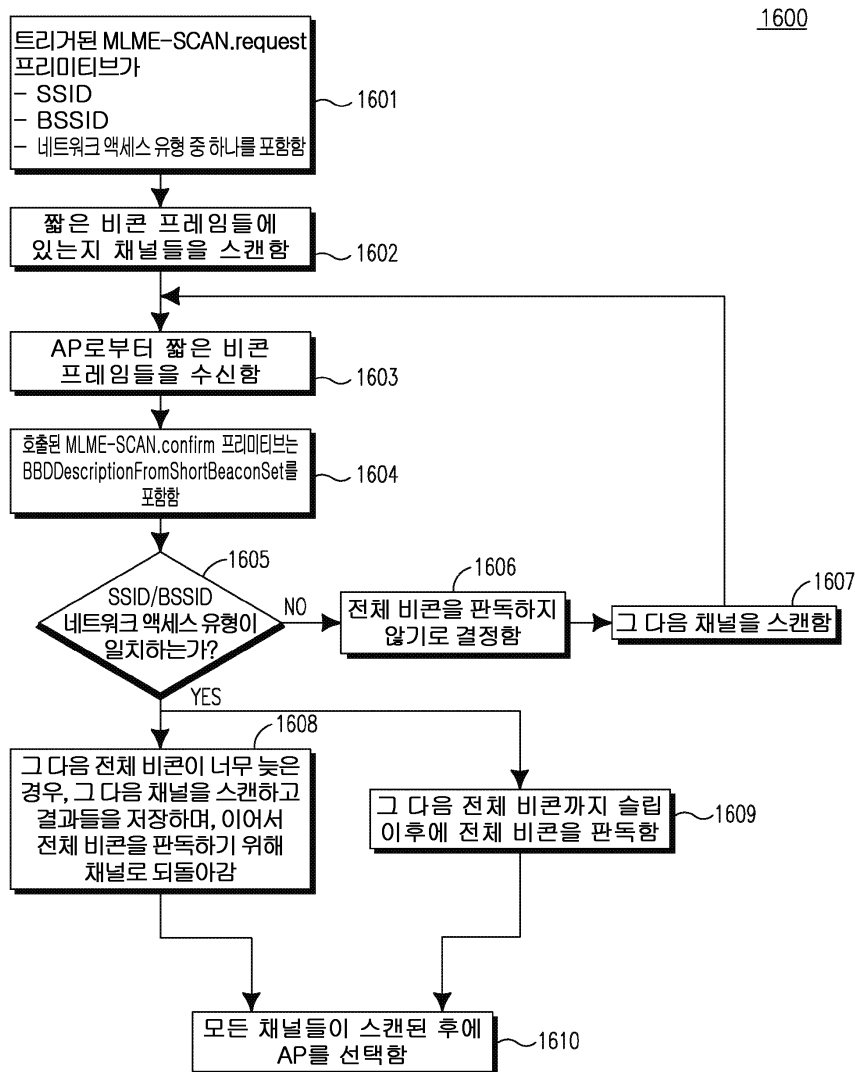 1600
트리거된 MLME-SCAN.request
프리미티브가
- SSID
- BSSID
- 네트워크 액세스 유형 중 하나를 포함함
1601
짧은 비콘 프레임들에
있는지 채널들을 스캔함
1602
AP로부터 짧은 비콘
프레임들을 수신함
1603
호출된 MLME-SCAN.confirm 프리미티브는
BBDDescriptionFromShortBeaconSet를
포함함
1604
1605
SSID/BSSID
네트워크 액세스 유형이
일치하는가?
NO
1606
전체 비콘을 판독하지
않기로 결정함
1607
그 다음 채널을 스캔함
YES
1608
그 다음 전체 비콘이 너무 늦은
경우, 그 다음 채널을 스캔하고
결과들을 저장하며, 이어서
전체 비콘을 판독하기 위해
채널로 되돌아감
그 다음 전체 비콘까지 슬립
이후에 전체 비콘을 판독함
1609
모든 채널들이 스캔된 후에
AP를 선택함
1610